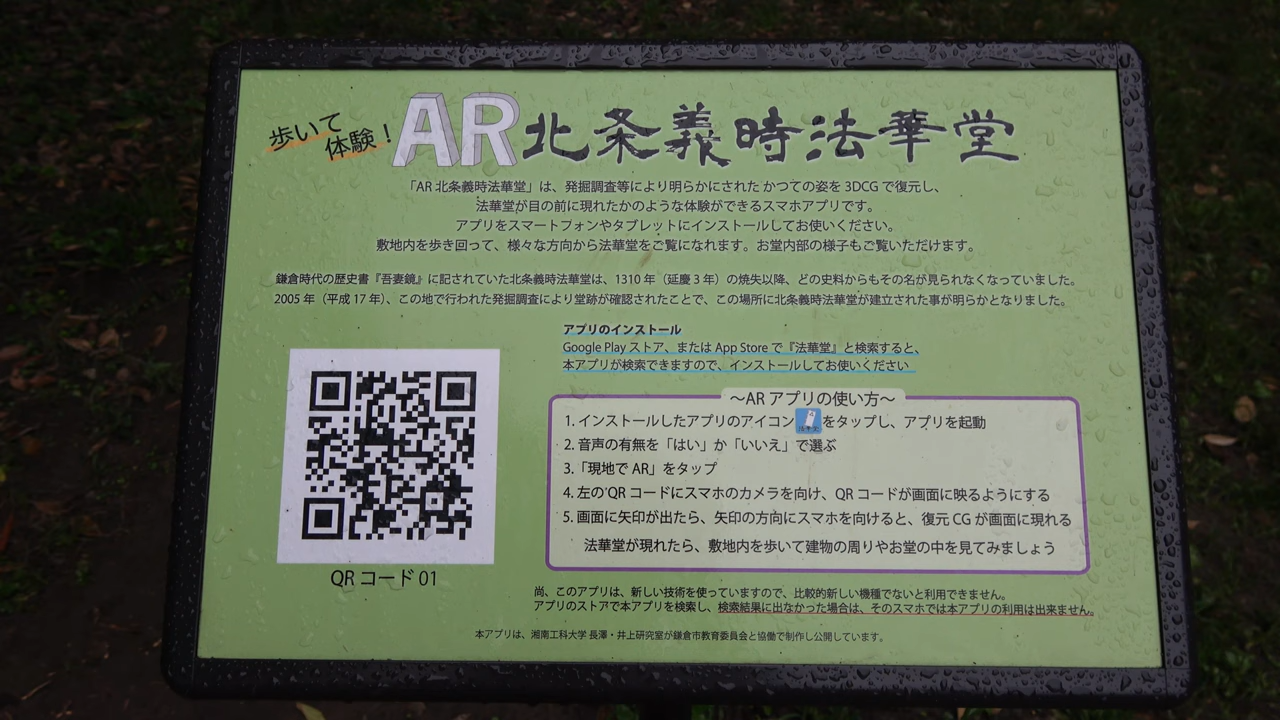 歩いて
体験!
AR北条義時法華堂
「AR 北条義時法華堂」は、発掘調査等により明らかにされた かつての姿を 3DCG で復元し、
法華堂が目の前に現れたかのような体験ができるスマホアプリです。
アプリをスマートフォンやタブレットにインストールしてお使いください。
敷地内を歩き回って、様々な方向から法華堂をご覧になれます。お堂内部の様子もご覧いただけます。
鎌倉時代の歴史書『吾妻鏡』に記されていた北条義時法華堂は、1310 年（延慶 3 年）の焼失以降、どの史料からもその名が見られなくなっていました。
2005 年（平成 17 年）、この地で行われた発掘調査により堂跡が確認されたことで、この場所に北条義時法華堂が建立された事が明らかとなりました。
アプリのインストール
Google Play ストア、または App Store で『法華堂』と検索すると、
本アプリが検索できますので、インストールしてお使いください
～AR アプリの使い方～
1. インストールしたアプリのアイコン 法華堂 をタップし、アプリを起動
2. 音声の有無を「はい」か「いいえ」で選ぶ
3.「現地で AR」をタップ
4. 左の QR コードにスマホのカメラを向け、QR コードが画面に映るようにする
5. 画面に矢印が出たら、矢印の方向にスマホを向けると、復元 CG が画面に現れる
法華堂が現れたら、敷地内を歩いて建物の周りやお堂の中を見てみましょう
QR コード 01
尚、このアプリは、新しい技術を使っていますので、比較的新しい機種でないと利用できません。
アプリのストアで本アプリを検索し、検索結果に出なかった場合は、そのスマホでは本アプリの利用は出来ません。
本アプリは、湘南工科大学 長澤・井上研究室が鎌倉市教育委員会と協働で制作し公開しています。